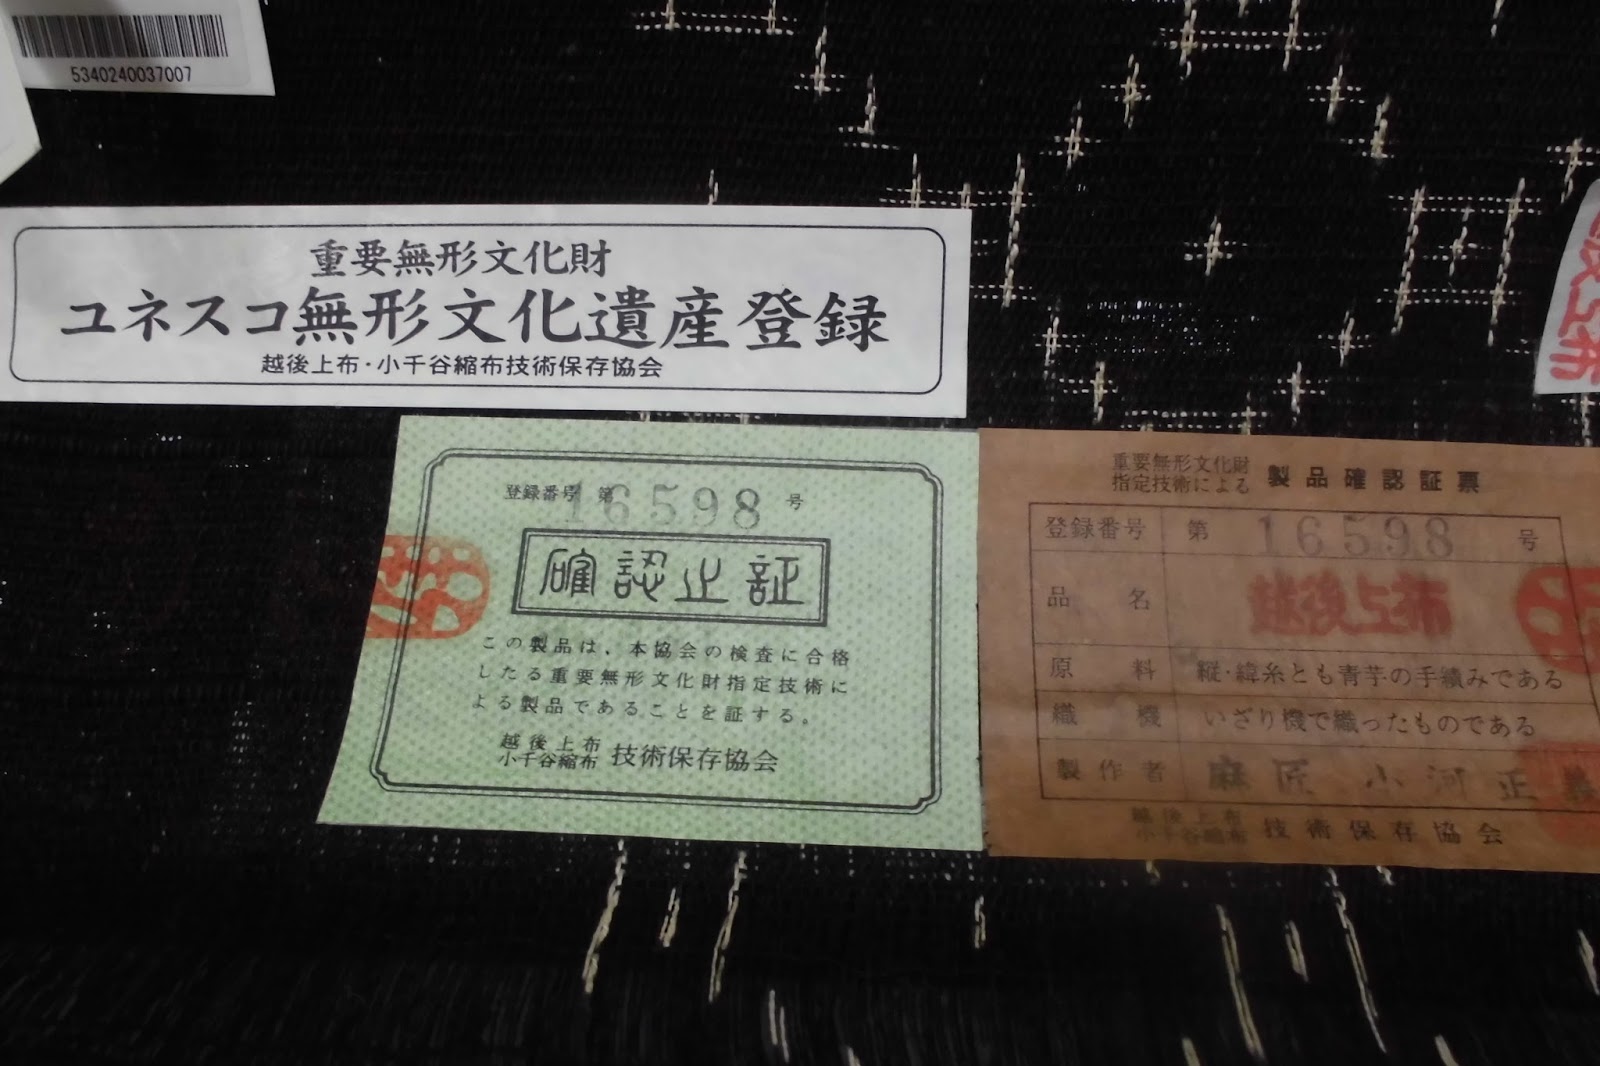 5340240037007
重要無形文化財
ユネスコ無形文化遺産登録
越後上布・小千谷縮布技術保存協会
登録番号 第 16598 号
確認止証
この製品は、本協会の検査に合格
したる重要無形文化財指定技術に
よる製品であることを証する。
越後上布
小千谷縮布 技術保存協会
重要無形文化財
指定技術による 製品確認証票
登録番号 第 16598 号
品名 越後上布
原料 縦・緯糸とも青苧の手績みである
織機 いざり機で織ったものである
製作者 麻匠 小河正義
越後上布
小千谷縮布 技術保存協会
上布